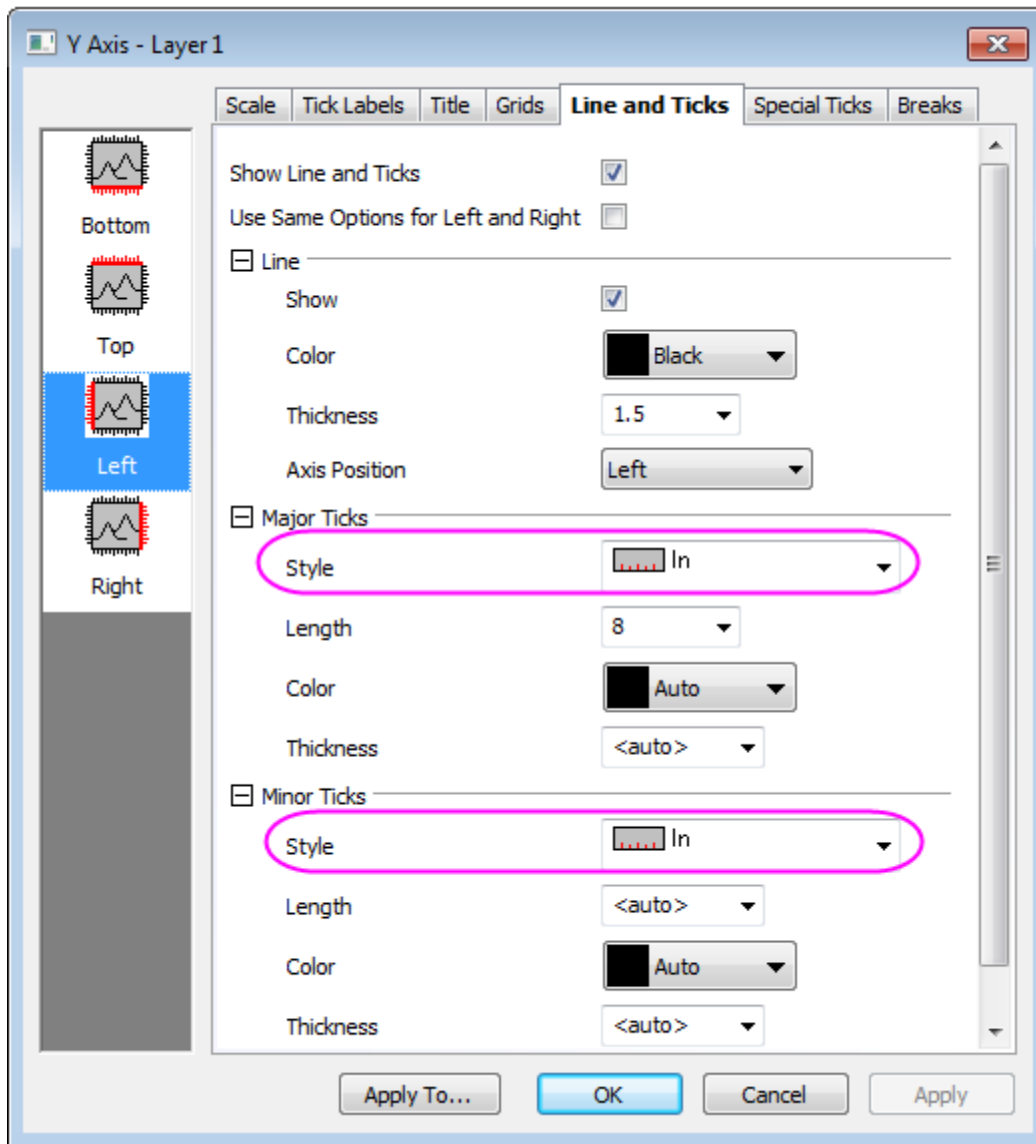 Y Axis - Layer 1
Scale Tick Labels Title Grids Line and Ticks Special Ticks Breaks
Bottom
Top
Left
Right
Show Line and Ticks
Use Same Options for Left and Right
Line
Show
Color Black
Thickness 1.5
Axis Position Left
Major Ticks
Style In
Length 8
Color Auto
Thickness <auto>
Minor Ticks
Style In
Length <auto>
Color Auto
Thickness <auto>
Apply To... OK Cancel Apply